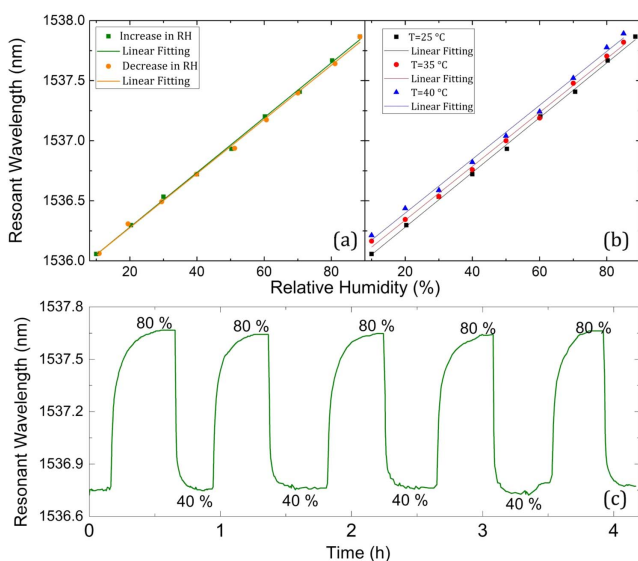 Resoant Wavelength (nm)
1538.0
1537.5
1537.0
1536.5
1536.0
Increase in RH
Linear Fitting
Decrease in RH
Linear Fitting
(a)
20 40 60 80
T=25 °C
Linear Fitting
T=35 °C
Linear Fitting
T=40 °C
Linear Fitting
(b)
20 40 60 80
Relative Humidity (%)
Resonant Wavelength (nm)
1537.8
1537.5
1537.2
1536.9
1536.6
80 % 80 % 80 % 80 % 80 %
40 % 40 % 40 % 40 %
(c)
0 1 2 3 4
Time (h)